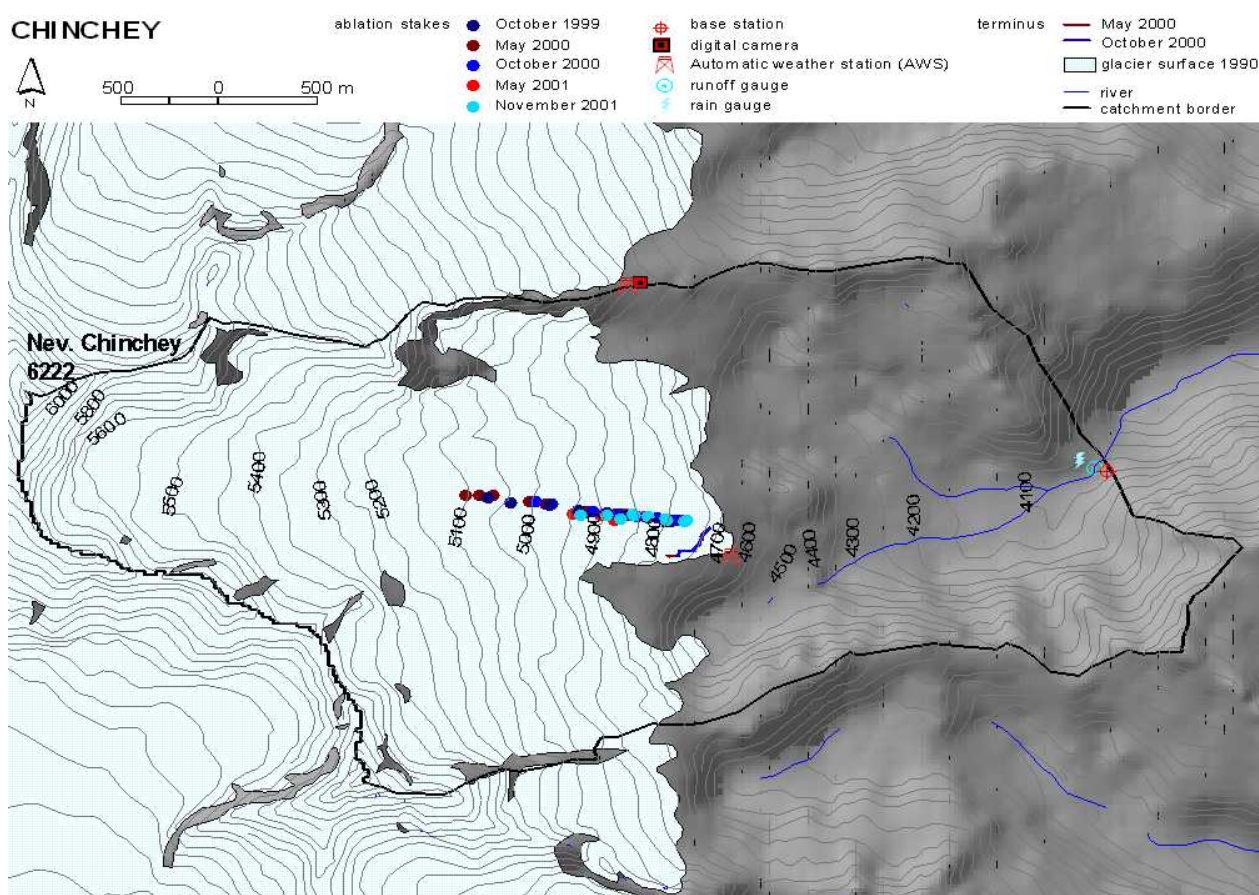 CHINCHEY
N
500 0 500 m
ablation stakes
October 1999
May 2000
October 2000
May 2001
November 2001
base station
digital camera
Automatic weather station (AWS)
runoff gauge
rain gauge
terminus
May 2000
October 2000
glacier surface 1990
river
catchment border
Nev. Chinchey
6222
6000
5800
5600
5500
5400
5300
5200
5100
5000
4900
4800
4700
4600
4500
4400
4300
4200
4100